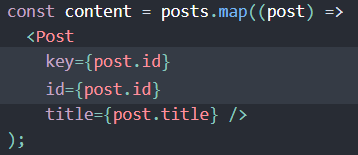 const content = posts.map((post) =>
  <Post
    key={post.id}
    id={post.id}
    title={post.title} />
);